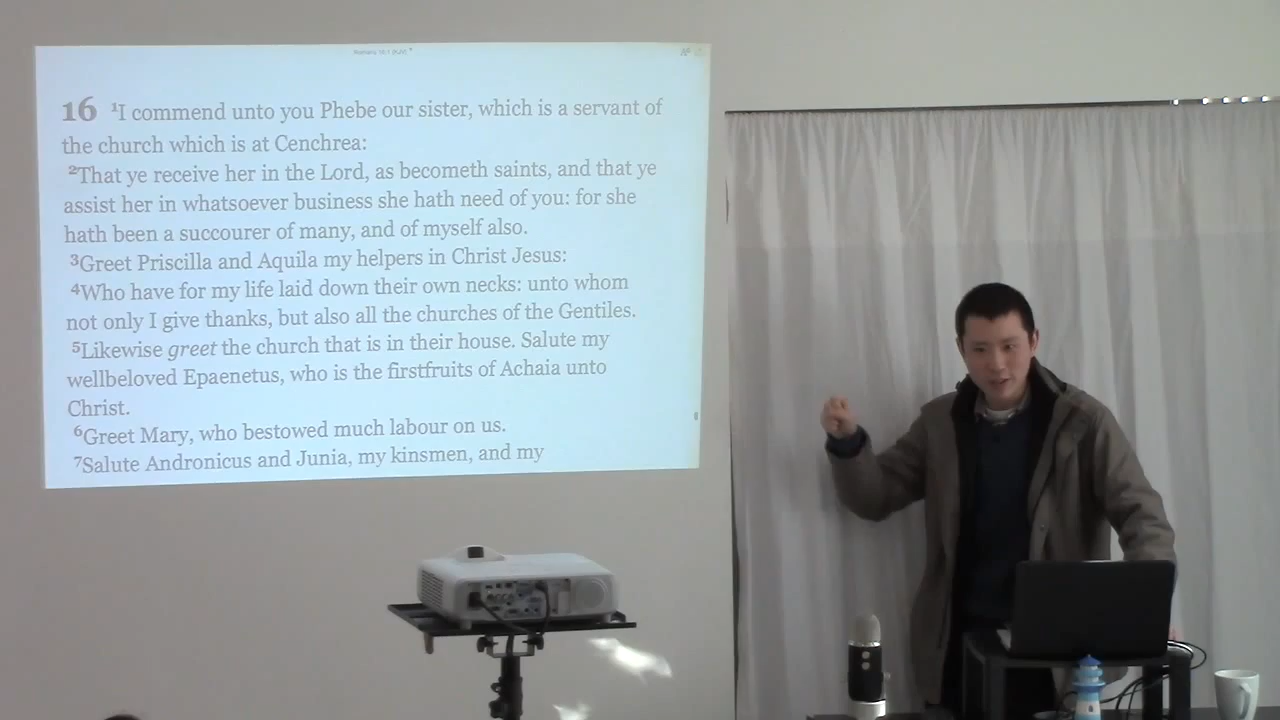 Romans 16:1 (KJV)
16 1I commend unto you Phebe our sister, which is a servant of
the church which is at Cenchrea:
2That ye receive her in the Lord, as becometh saints, and that ye
assist her in whatsoever business she hath need of you: for she
hath been a succourer of many, and of myself also.
3Greet Priscilla and Aquila my helpers in Christ Jesus:
4Who have for my life laid down their own necks: unto whom
not only I give thanks, but also all the churches of the Gentiles.
5Likewise greet the church that is in their house. Salute my
wellbeloved Epaenetus, who is the firstfruits of Achaia unto
Christ.
6Greet Mary, who bestowed much labour on us.
7Salute Andronicus and Junia, my kinsmen, and my